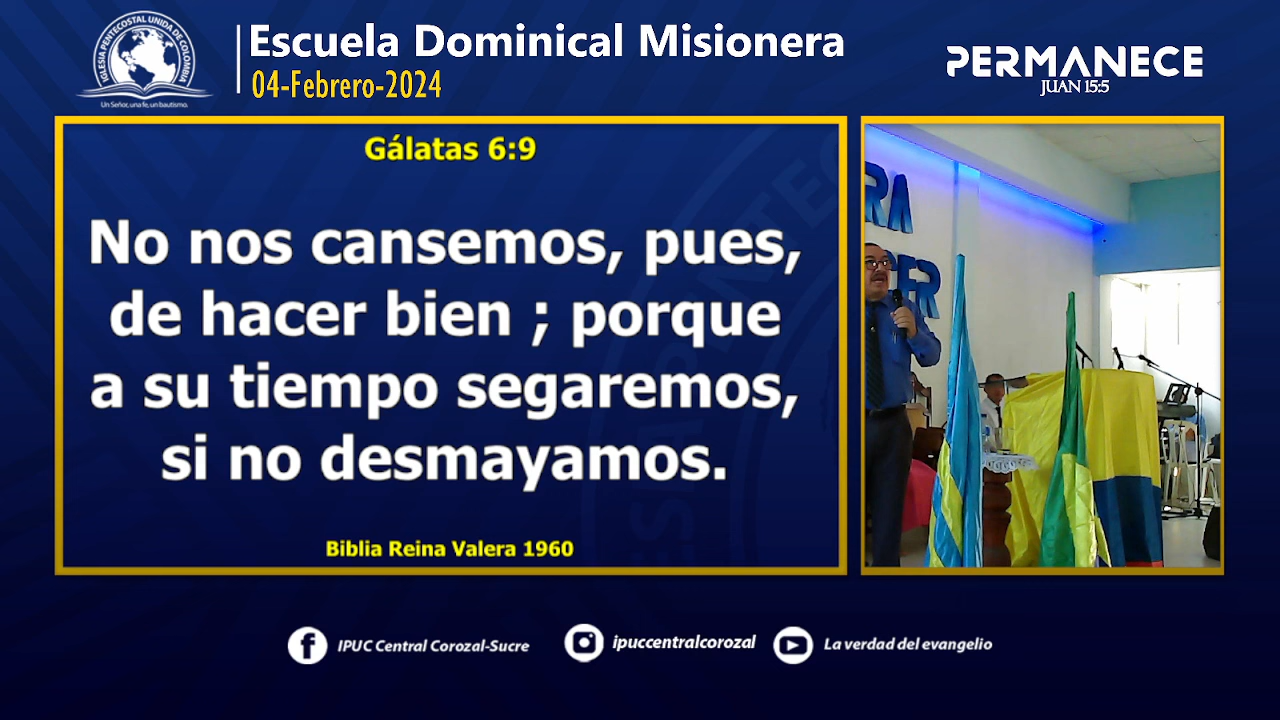 IGLESIA PENTECOSTAL UNIDA DE COLOMBIA
Un Señor, una fe, un bautismo.
Escuela Dominical Misionera
04-Febrero-2024
PERMANECE
JUAN 15:5
Gálatas 6:9
No nos cansemos, pues,
de hacer bien ; porque
a su tiempo segaremos,
si no desmayamos.
Biblia Reina Valera 1960
RA
ER
IPUC Central Corozal-Sucre
ipuccentralcorozal
La verdad del evangelio